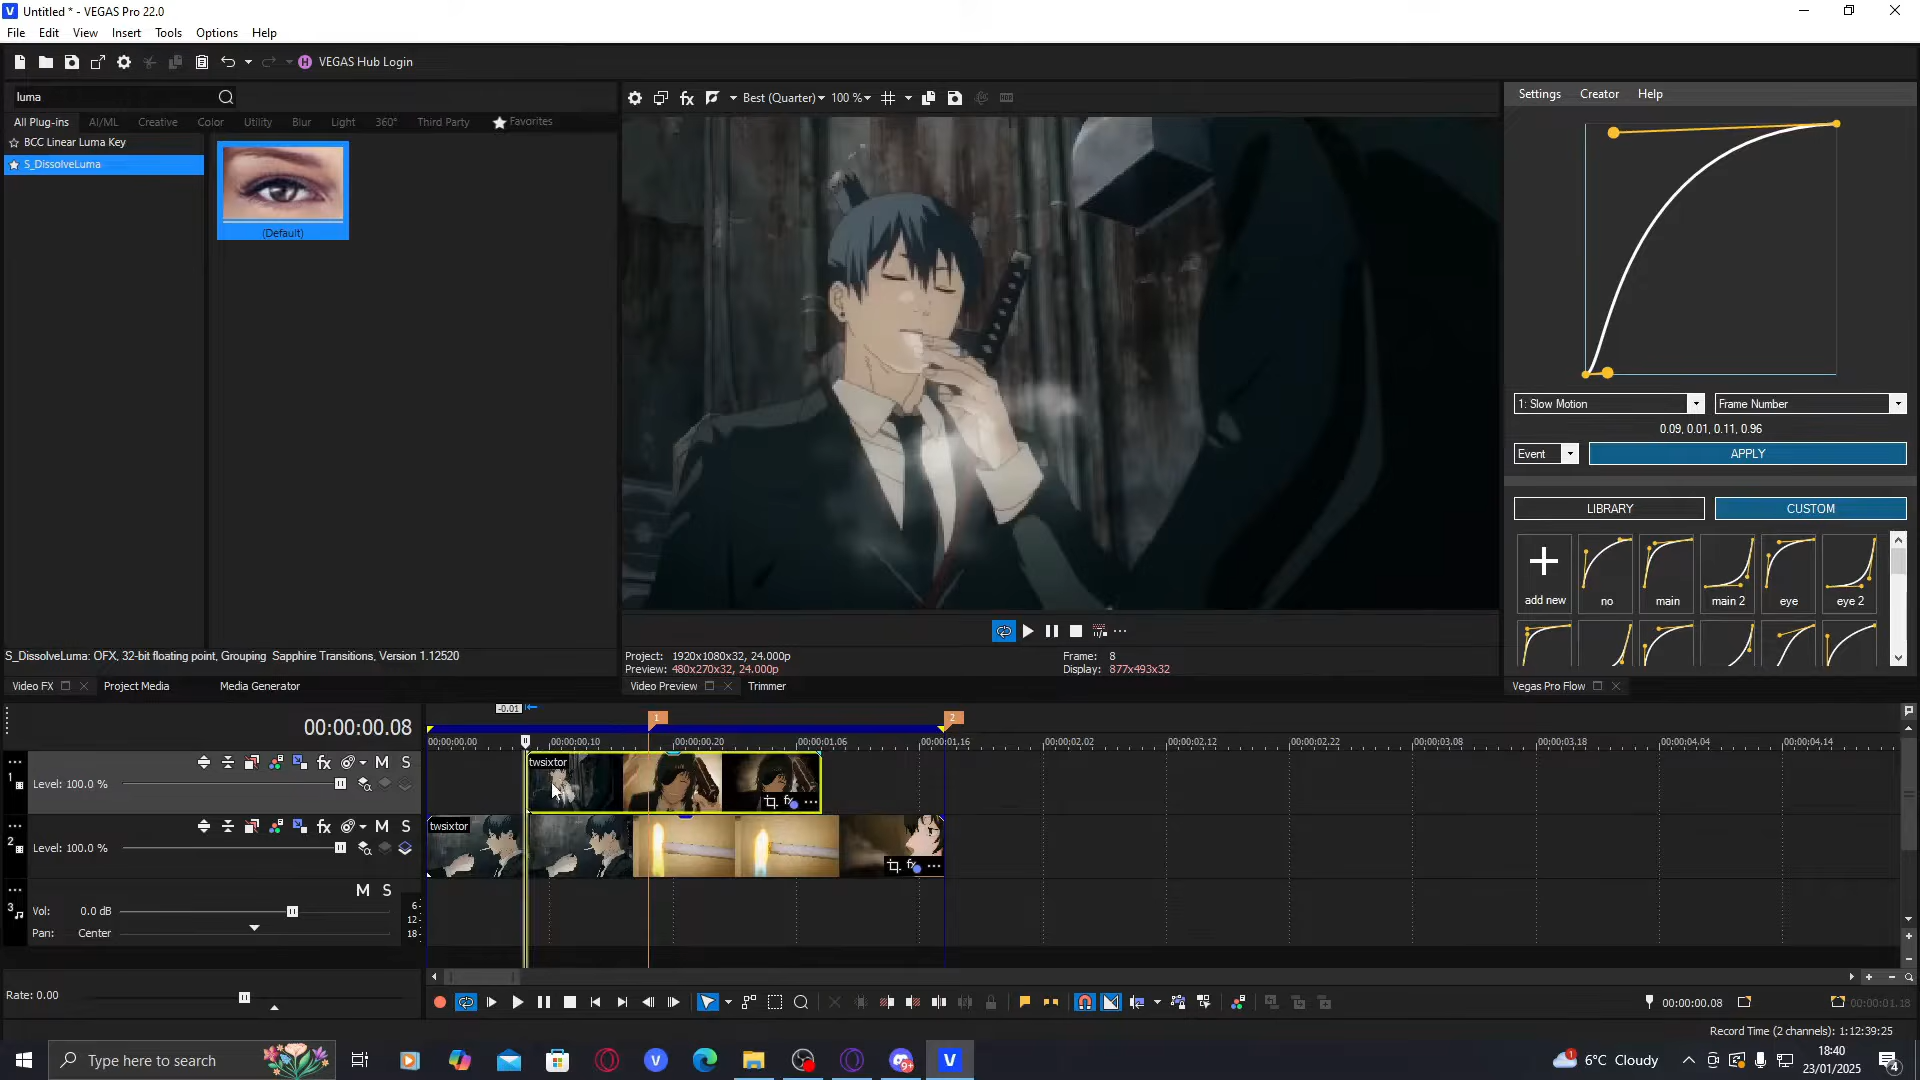 Untitled * - VEGAS Pro 22.0
File Edit View Insert Tools Options Help
VEGAS Hub Login
luma
All Plug-ins AI/ML Creative Color Utility Blur Light 360° Third Party Favorites
BCC Linear Luma Key
S_DissolveLuma
(Default)
S_DissolveLuma: OFX, 32-bit floating point, Grouping Sapphire Transitions, Version 1.12520
Video FX Project Media Media Generator
Best (Quarter) 100 %
Project: 1920x1080x32, 24.000p
Preview: 480x270x32, 24.000p
Frame: 8
Display: 877x493x32
Video Preview Trimmer
Settings Creator Help
1: Slow Motion Frame Number
0.09, 0.01, 0.11, 0.96
Event APPLY
LIBRARY CUSTOM
add new no main main 2 eye eye 2
Vegas Pro Flow
00:00:00.08
-0.01
1 2
00:00:00.00 00:00:00.10 00:00:00.20 00:00:01.06 00:00:01.16 00:00:02.02 00:00:02.12 00:00:02.22 00:00:03.08 00:00:03.18 00:00:04.04 00:00:04.14
1 fx M S
Level: 100.0 %
twsixtor
fx
2 fx M S
Level: 100.0 %
twsixtor
fx
3 M S
Vol: 0.0 dB
Pan: Center
6
12
18
Rate: 0.00
00:00:00.08 00:00:01.18
Record Time (2 channels): 1:12:39:25
Type here to search
9+
1 6°C Cloudy
18:40
23/01/2025
4